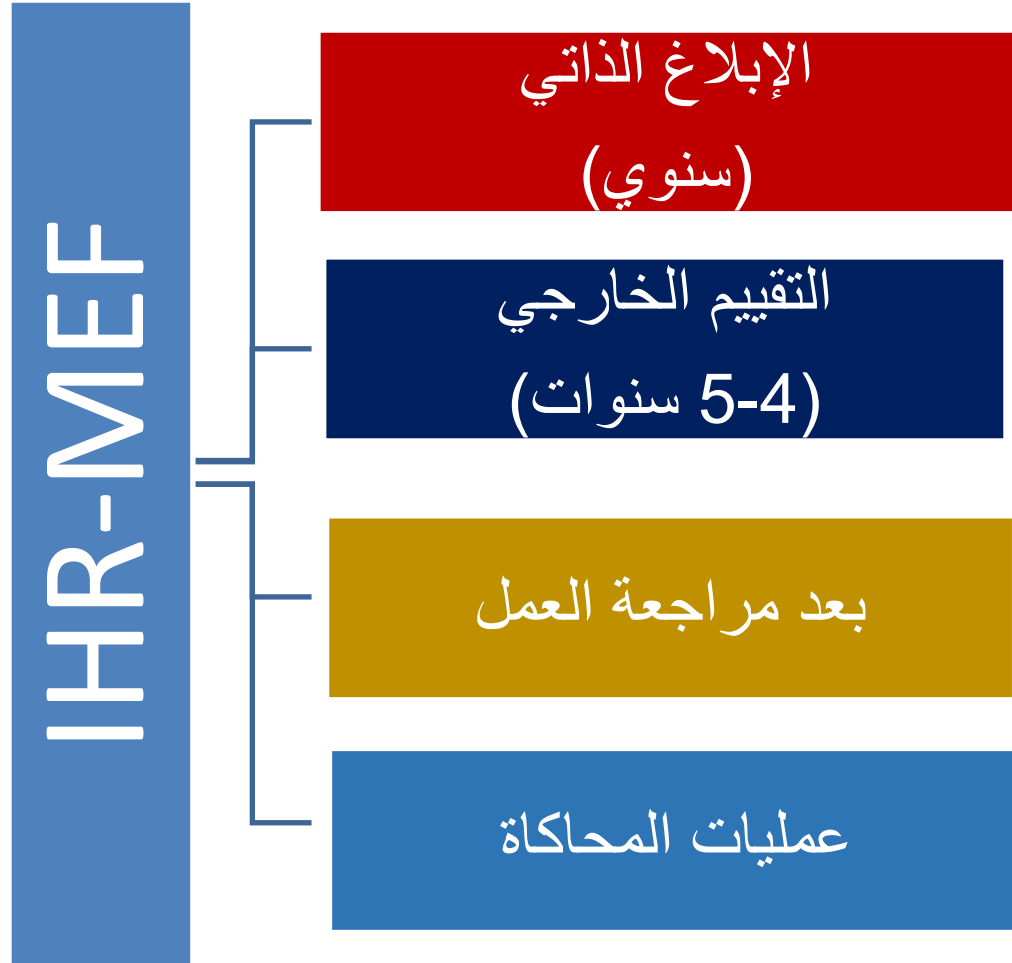 IHR-MEF
الإبلاغ الذاتي
(سنوي)
التقييم الخارجي
(4-5 سنوات)
بعد مراجعة العمل
عمليات المحاكاة